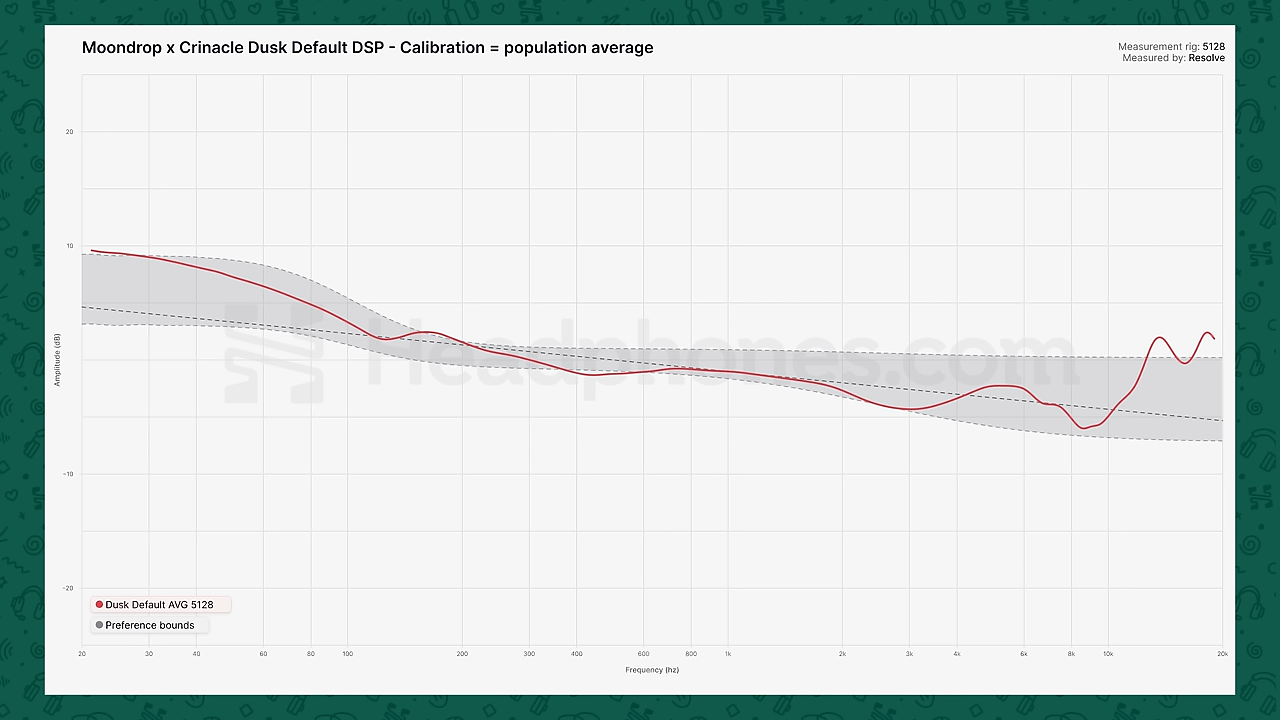 Moondrop x Crinacle Dusk Default DSP - Calibration = population average
Measurement rig: 5128
Measured by: Resolve
20
10
-10
-20
Amplitude (dB)
Headphones.com
Dusk Default AVG 5128
Preference bounds
20 30 40 60 80 100 200 300 400 600 800 1k 2k 3k 4k 6k 8k 10k 20k
Frequency (hz)